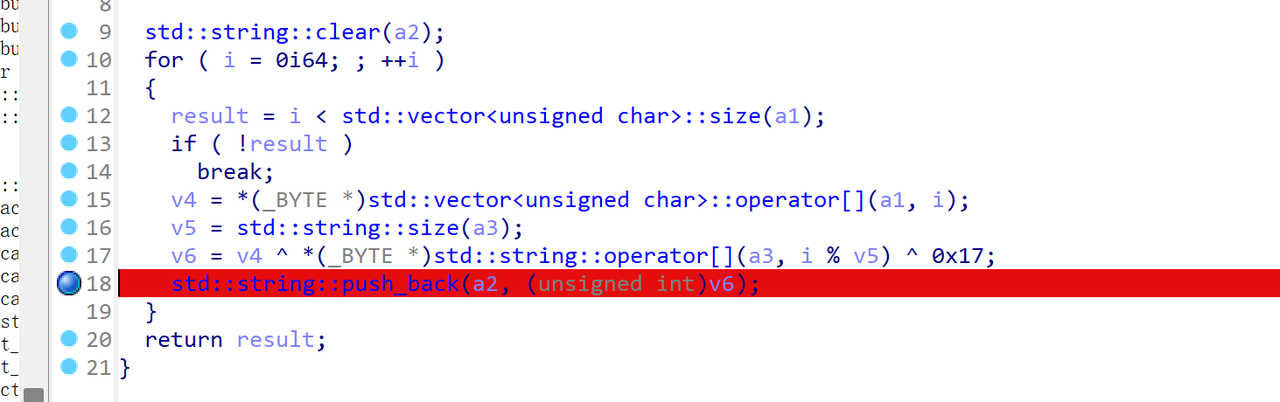 bu
bu
bu
r
::
::
::
ac
ac
ca
ca
ca
st
t_
t_
ct
8
9 std::string::clear(a2);
10 for ( i = 0i64; ; ++i )
11 {
12 result = i < std::vector<unsigned char>::size(a1);
13 if ( !result )
14 break;
15 v4 = *(_BYTE *)std::vector<unsigned char>::operator[](a1, i);
16 v5 = std::string::size(a3);
17 v6 = v4 ^ *(_BYTE *)std::string::operator[](a3, i % v5) ^ 0x17;
18 std::string::push_back(a2, (unsigned int)v6);
19 }
20 return result;
21 }